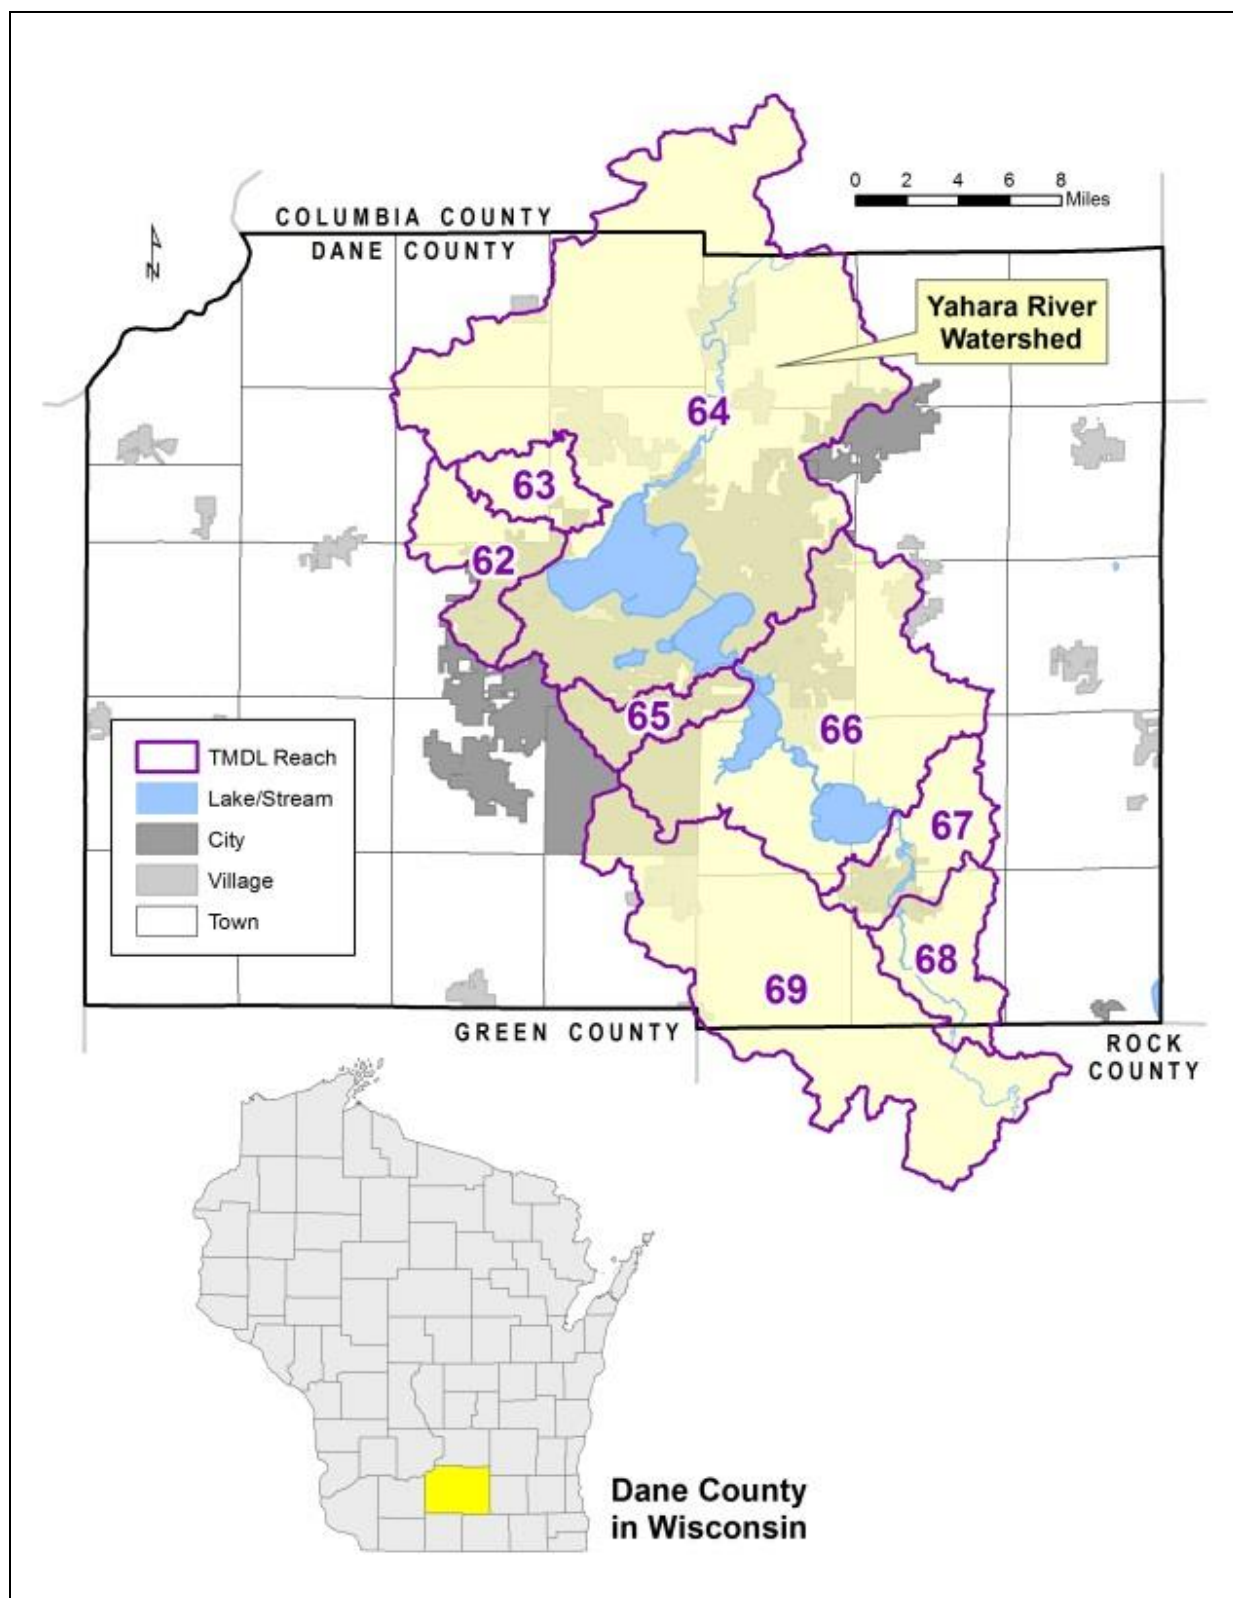 0 2 4 6 8
Miles
COLUMBIA COUNTY
DANE COUNTY
N
Yahara River
Watershed
64
63
62
65
66
67
68
69
TMDL Reach
Lake/Stream
City
Village
Town
GREEN COUNTY
ROCK
COUNTY
Dane County
in Wisconsin